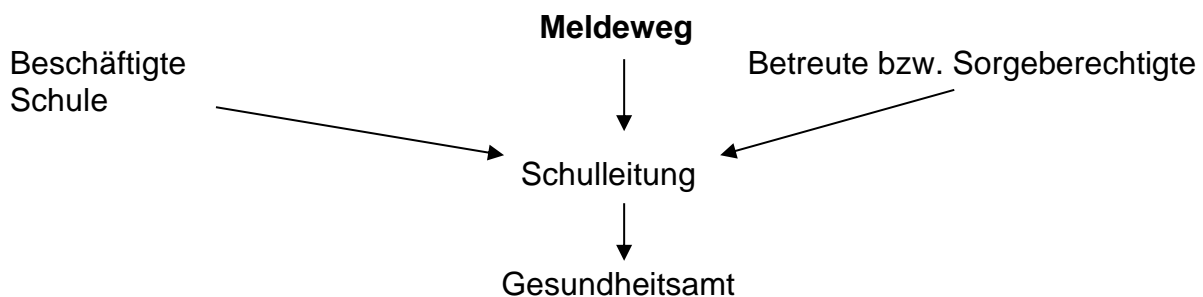 Meldeweg
Beschäftigte
Schule
Betreute bzw. Sorgeberechtigte
Schulleitung
Gesundheitsamt